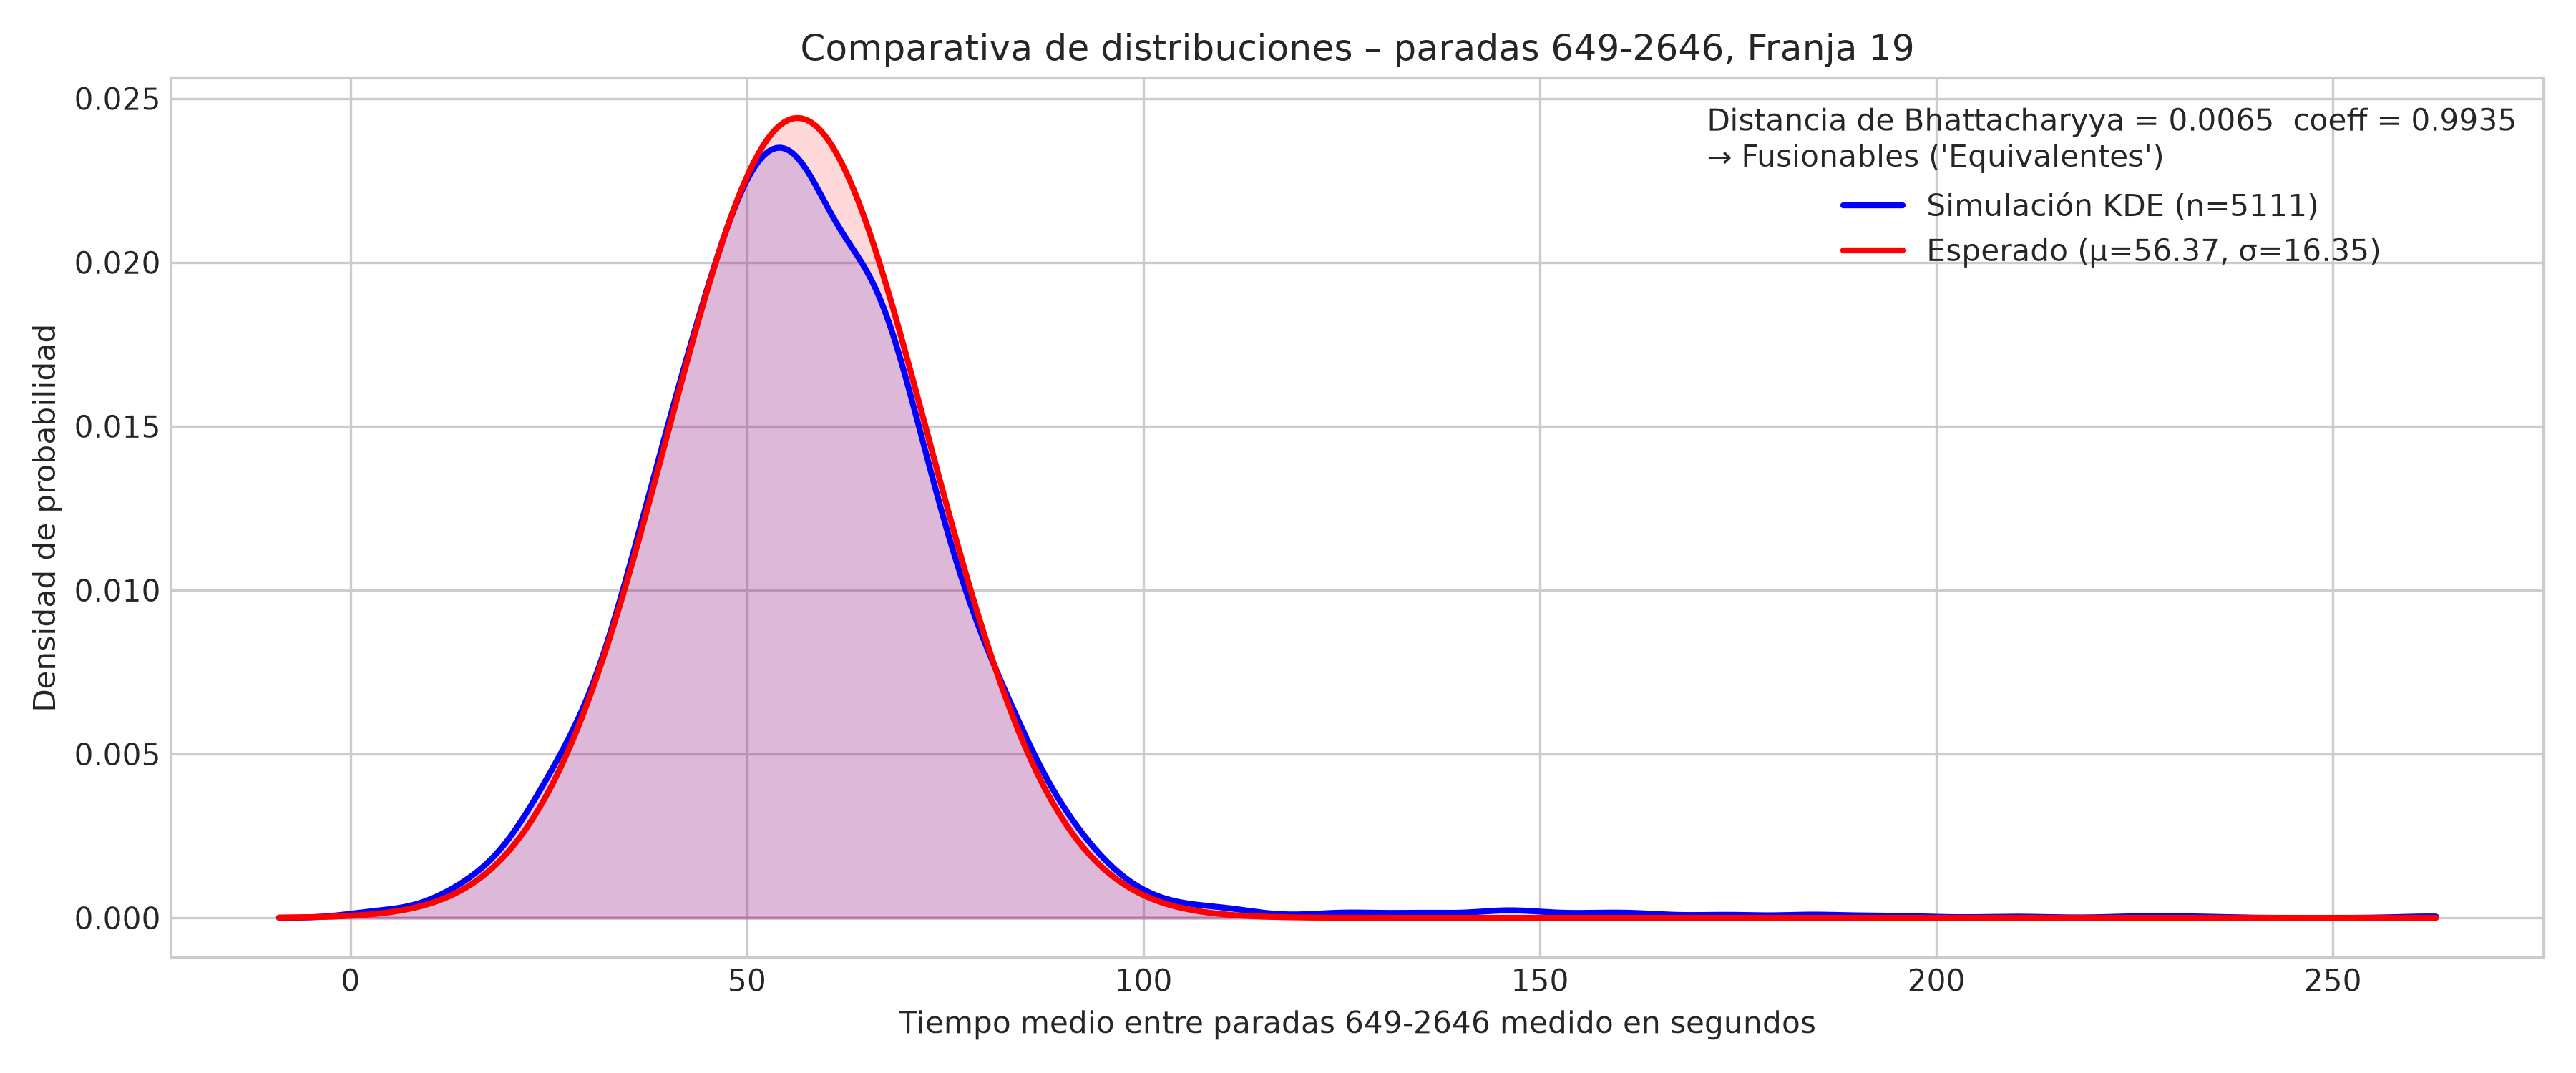 Comparativa de distribuciones – paradas 649-2646, Franja 19
Distancia de Bhattacharyya = 0.0065  coeff = 0.9935
→ Fusionables ('Equivalentes')
Simulación KDE (n=5111)
Esperado (μ=56.37, σ=16.35)
Densidad de probabilidad
0.025
0.020
0.015
0.010
0.005
0.000
0 50 100 150 200 250
Tiempo medio entre paradas 649-2646 medido en segundos